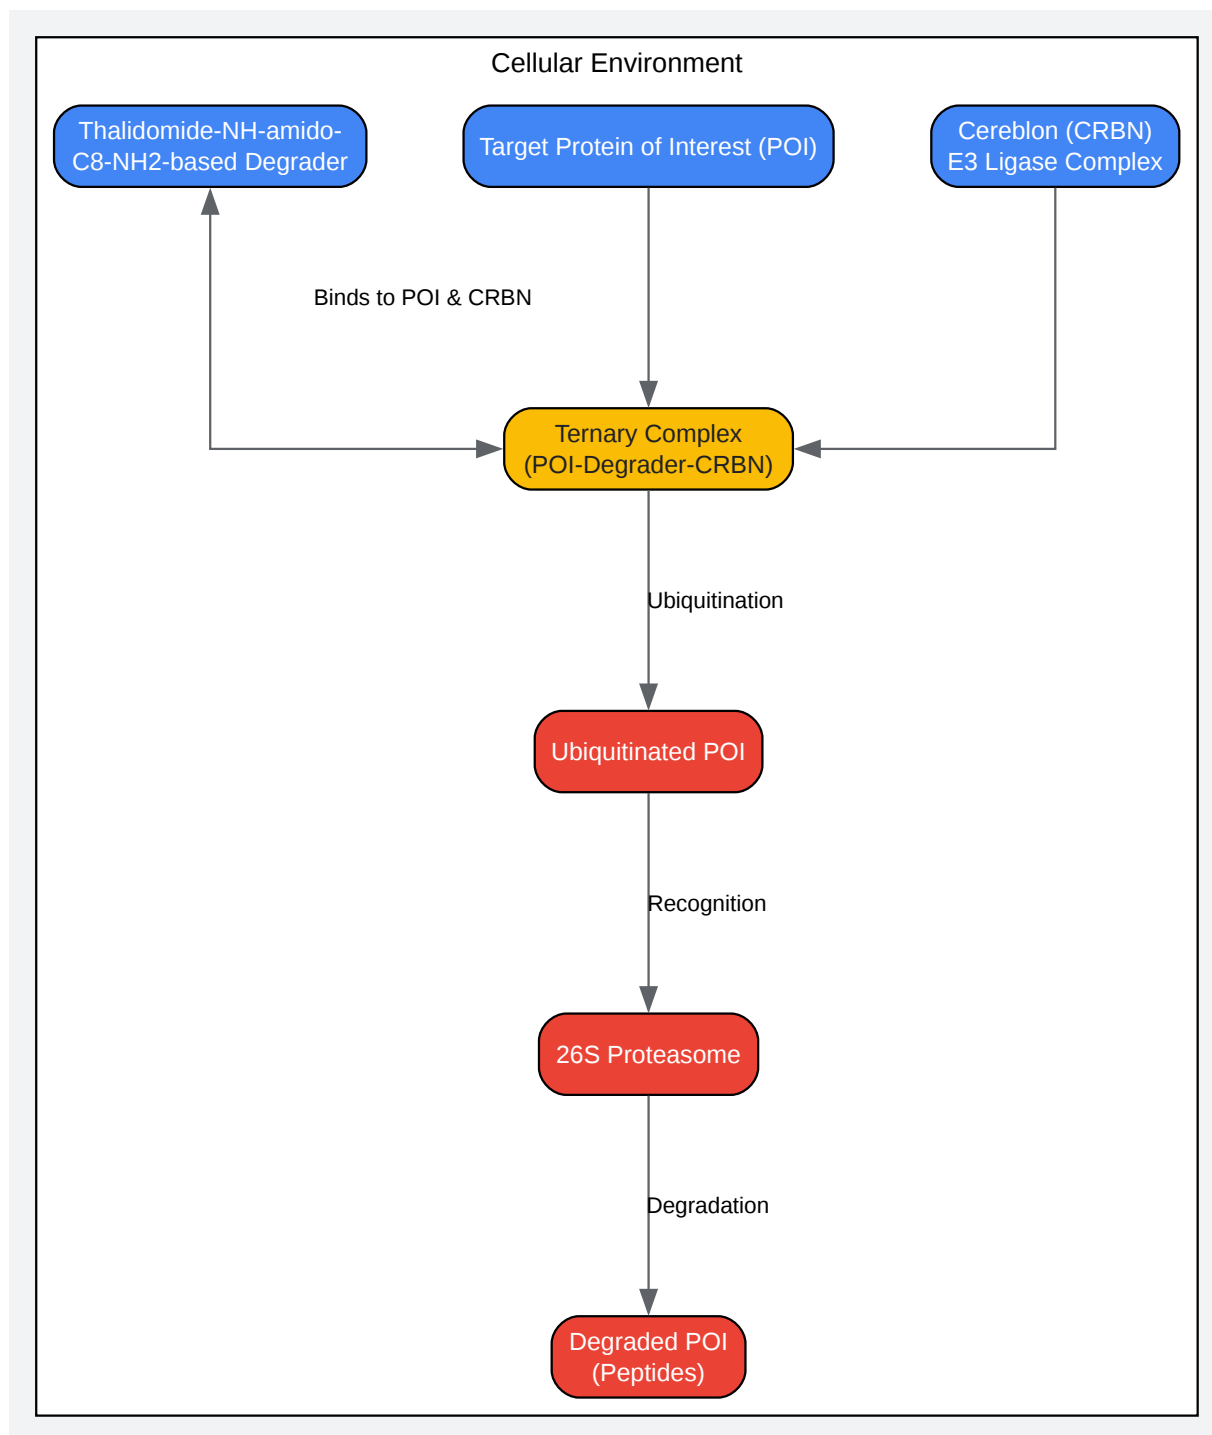 Cellular Environment
Thalidomide-NH-amido-
C8-NH2-based Degrader
Target Protein of Interest (POI)
Cereblon (CRBN)
E3 Ligase Complex
Binds to POI & CRBN
Ternary Complex
(POI-Degrader-CRBN)
Ubiquitination
Ubiquitinated POI
Recognition
26S Proteasome
Degradation
Degraded POI
(Peptides)